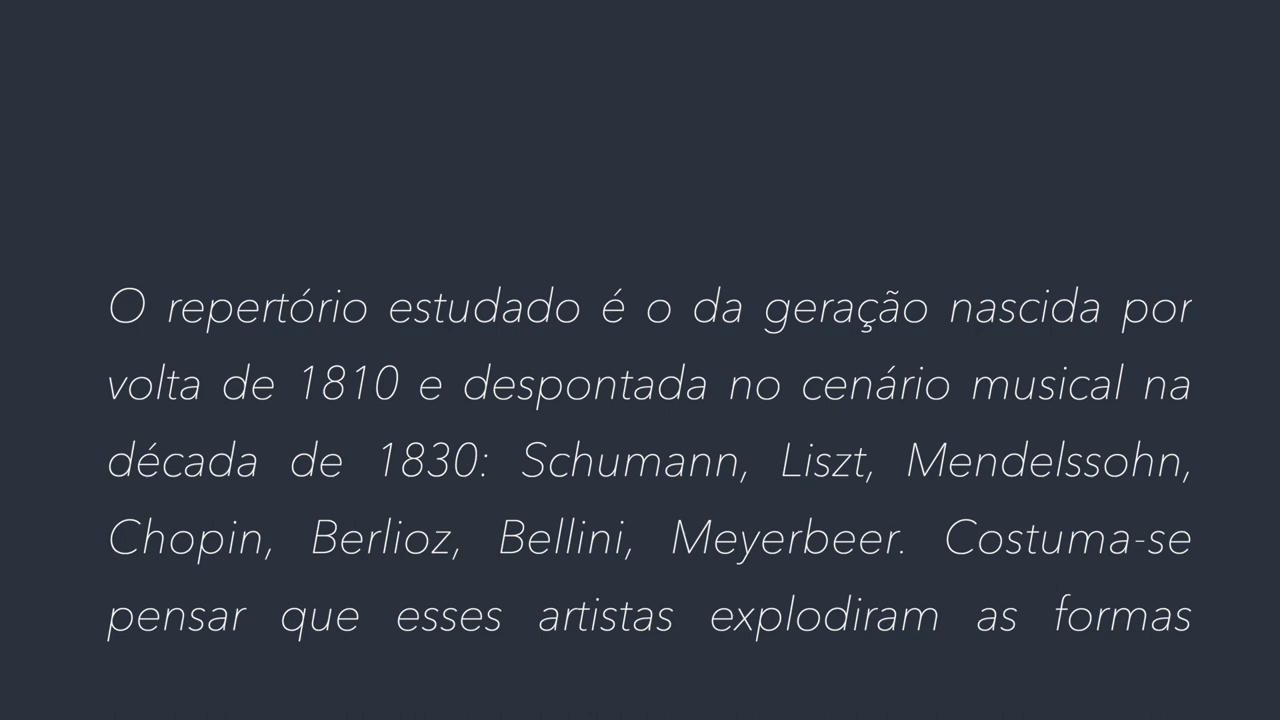 O repertório estudado é o da geração nascida por
volta de 1810 e despontada no cenário musical na
década de 1830: Schumann, Liszt, Mendelssohn,
Chopin, Berlioz, Bellini, Meyerbeer. Costuma-se
pensar que esses artistas explodiram as formas